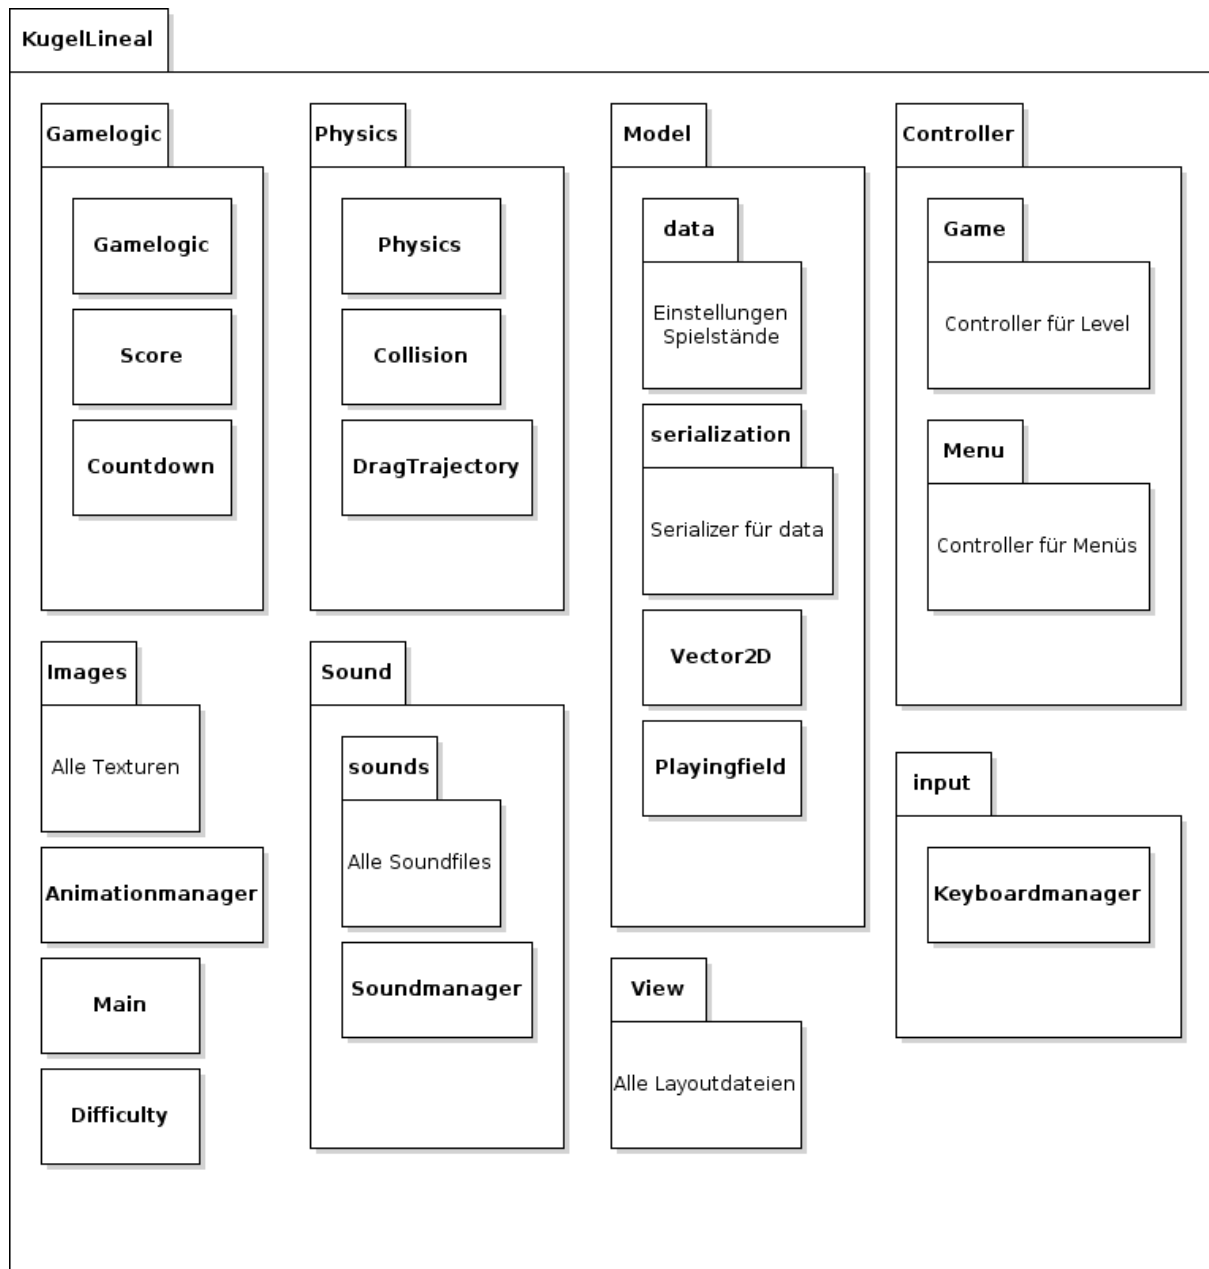 KugelLineal
Gamelogic
Gamelogic
Score
Countdown
Physics
Physics
Collision
DragTrajectory
Model
data
Einstellungen
Spielstände
serialization
Serializer für data
Vector2D
Playingfield
Controller
Game
Controller für Level
Menu
Controller für Menüs
Images
Alle Texturen
Animationmanager
Main
Difficulty
Sound
sounds
Alle Soundfiles
Soundmanager
View
Alle Layoutdateien
input
Keyboardmanager